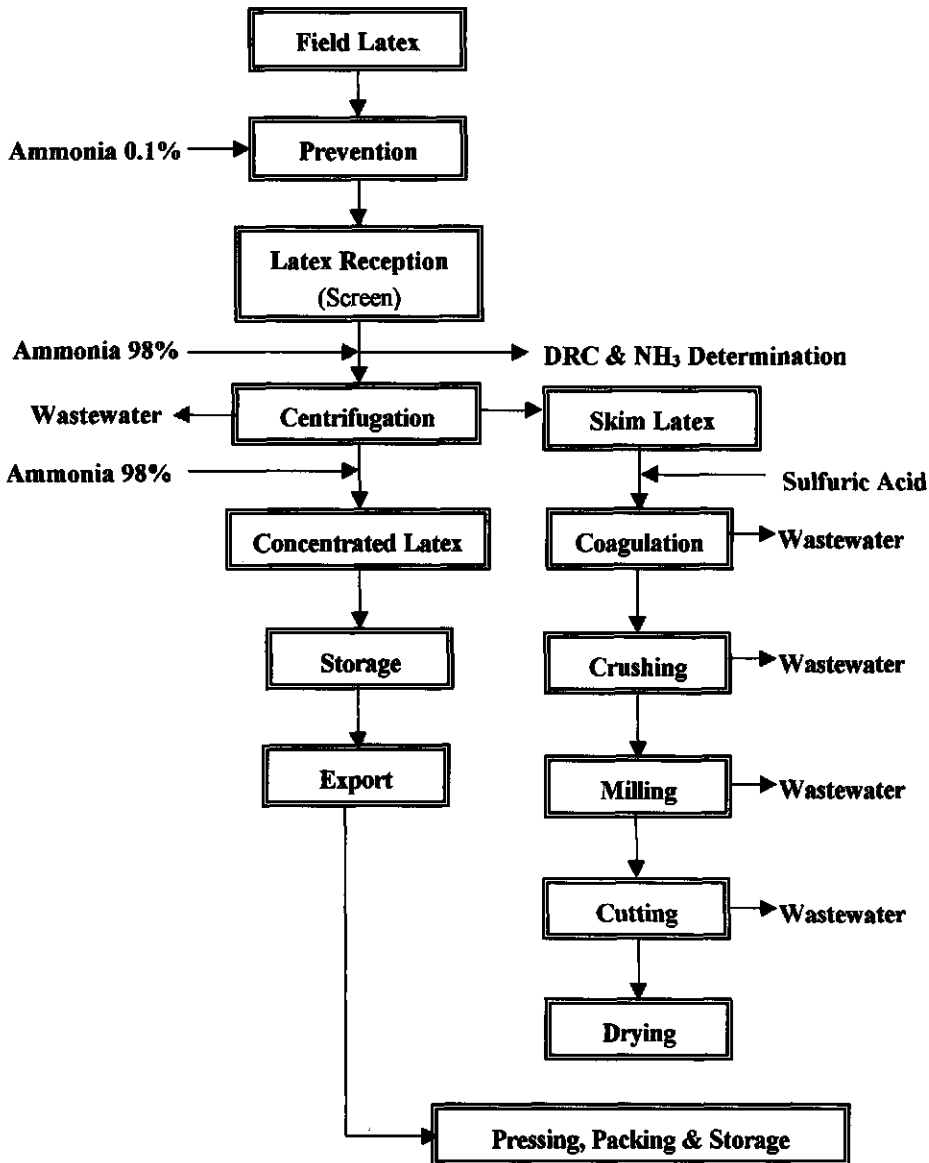 Field Latex
Ammonia 0.1%
Prevention
Latex Reception
(Screen)
Ammonia 98%
DRC & NH₃ Determination
Wastewater
Centrifugation
Skim Latex
Ammonia 98%
Sulfuric Acid
Concentrated Latex
Coagulation
Wastewater
Storage
Crushing
Wastewater
Export
Milling
Wastewater
Cutting
Wastewater
Drying
Pressing, Packing & Storage